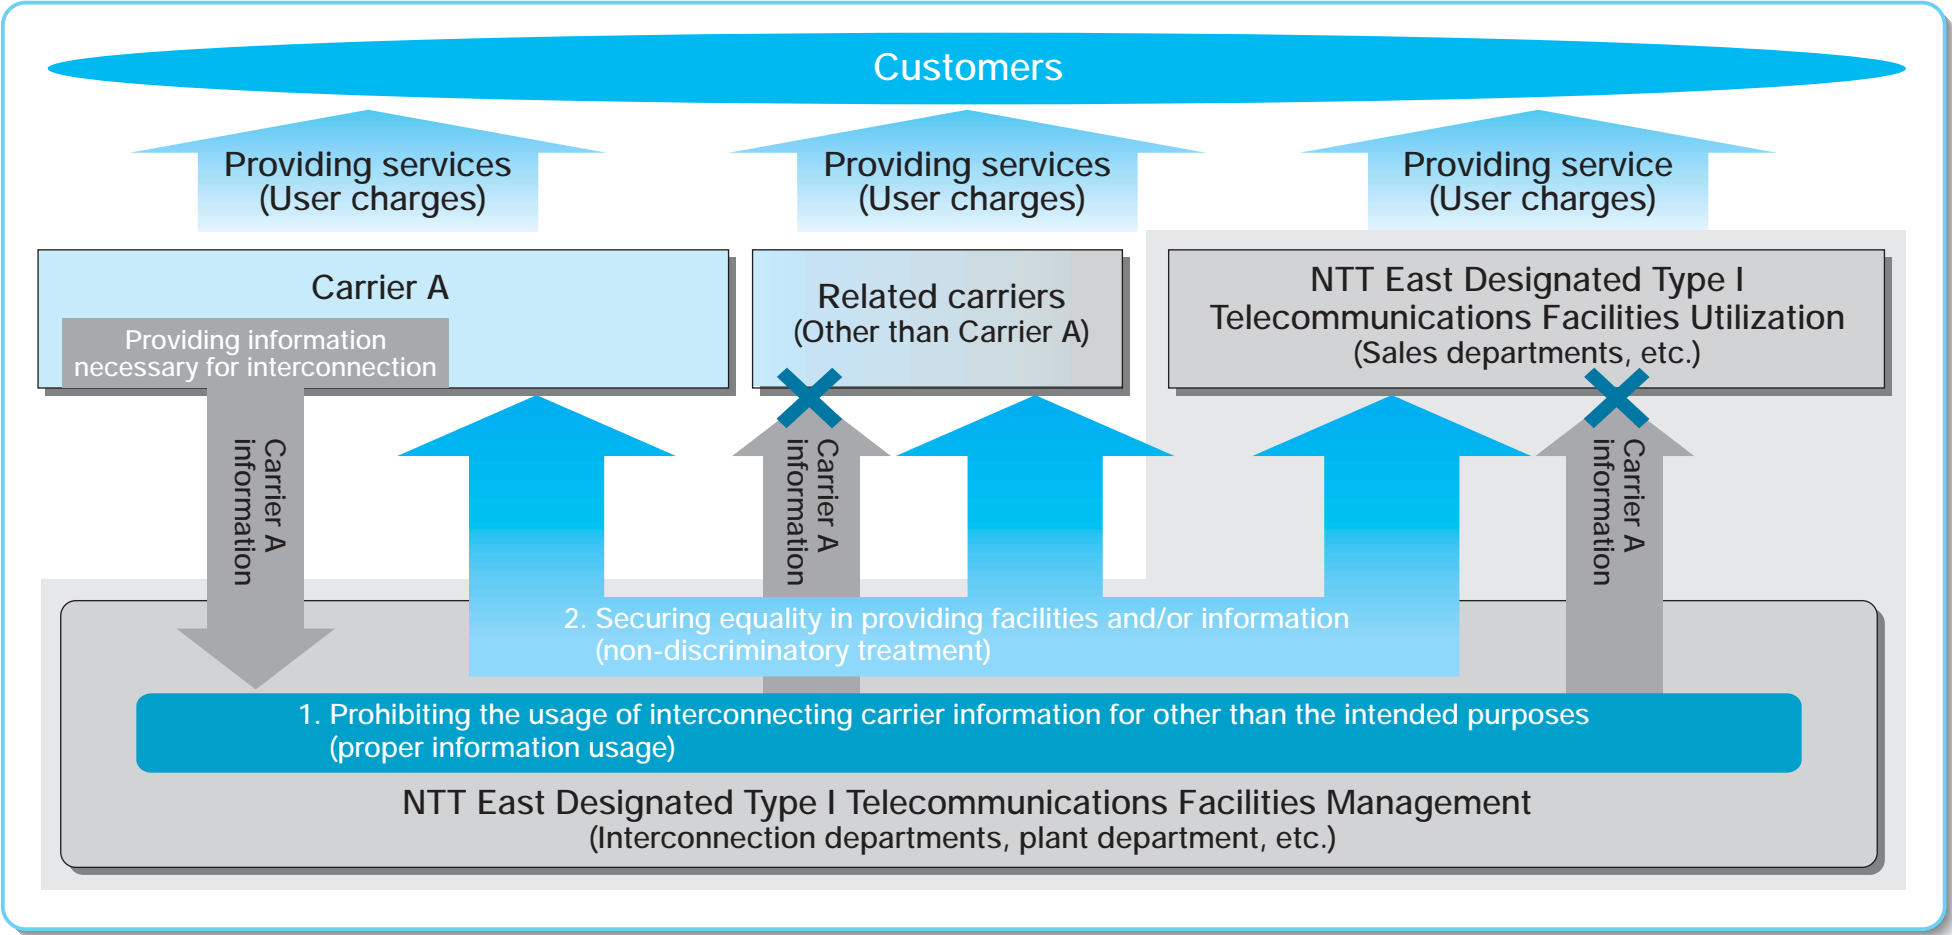 Customers
Providing services
(User charges)
Providing services
(User charges)
Providing service
(User charges)
Carrier A
Providing information
necessary for interconnection
Related carriers
(Other than Carrier A)
NTT East Designated Type I
Telecommunications Facilities Utilization
(Sales departments, etc.)
Carrier A
information
Carrier A
information
Carrier A
information
2. Securing equality in providing facilities and/or information
(non-discriminatory treatment)
1. Prohibiting the usage of interconnecting carrier information for other than the intended purposes
(proper information usage)
NTT East Designated Type I Telecommunications Facilities Management
(Interconnection departments, plant department, etc.)